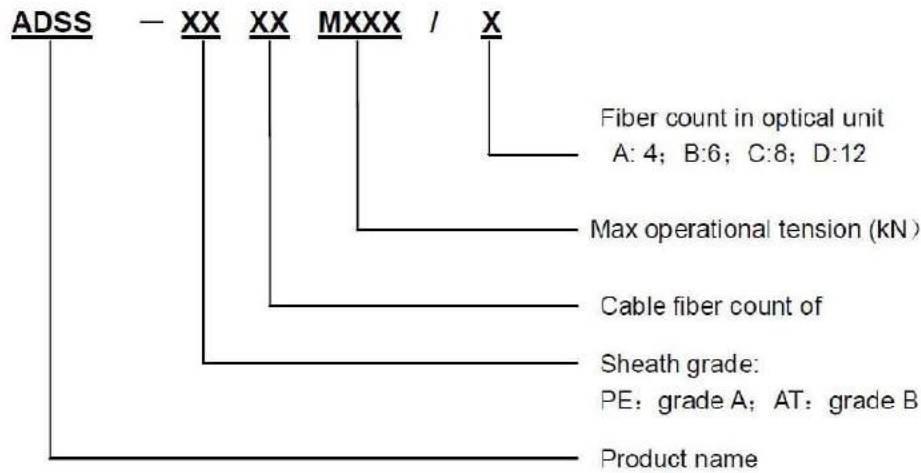 ADSS — XX XX MXXX / X
Fiber count in optical unit
A: 4； B:6； C:8； D:12
Max operational tension (kN）
Cable fiber count of
Sheath grade:
PE： grade A； AT： grade B
Product name